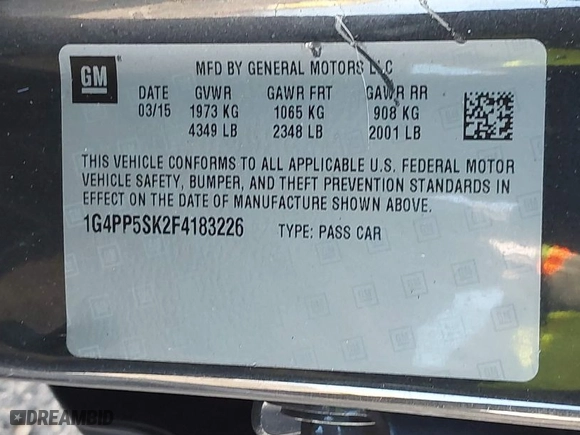 GM
MFD BY GENERAL MOTORS LLC
DATE GVWR GAWR FRT GAWR RR
03/15 1973 KG 1065 KG 908 KG
4349 LB 2348 LB 2001 LB
THIS VEHICLE CONFORMS TO ALL APPLICABLE U.S. FEDERAL MOTOR
VEHICLE SAFETY, BUMPER, AND THEFT PREVENTION STANDARDS IN
EFFECT ON THE DATE OF MANUFACTURE SHOWN ABOVE.
1G4PP5SK2F4183226 TYPE: PASS CAR
DREAMBID